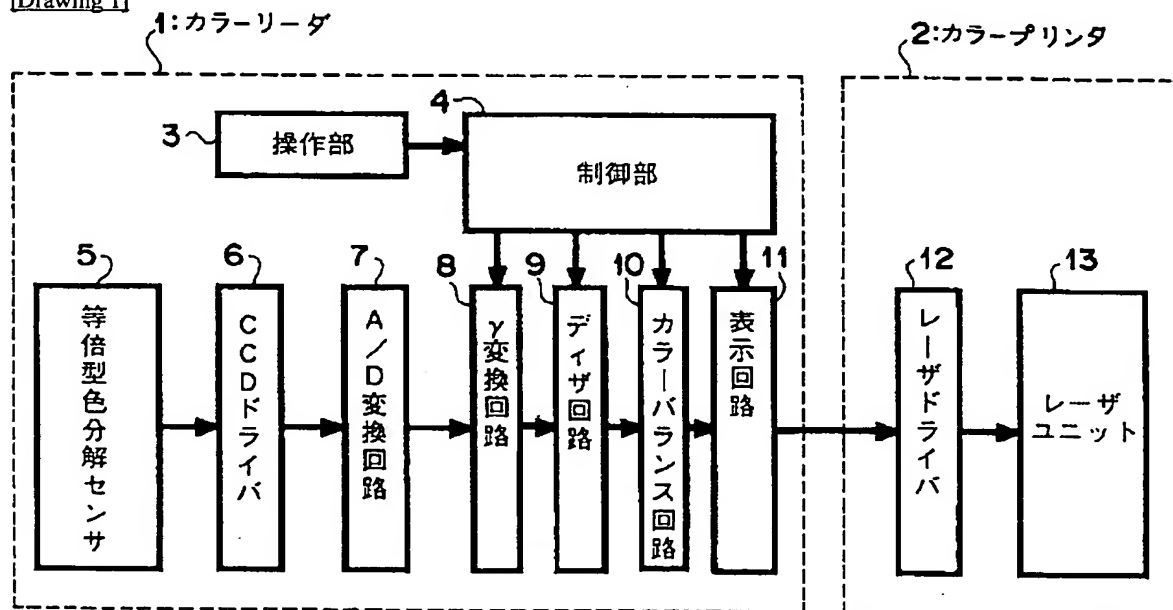 [Drawing 1]
1:カラーリーダ
2:カラープリンタ
3
操作部
4
制御部
5
等倍型色分解センサ
6
CCDドライバ
7
A/D変換回路
8
γ変換回路
9
ディザ回路
10
カラーバランス回路
11
表示回路
12
レーザドライバ
13
レーザ
ユニット